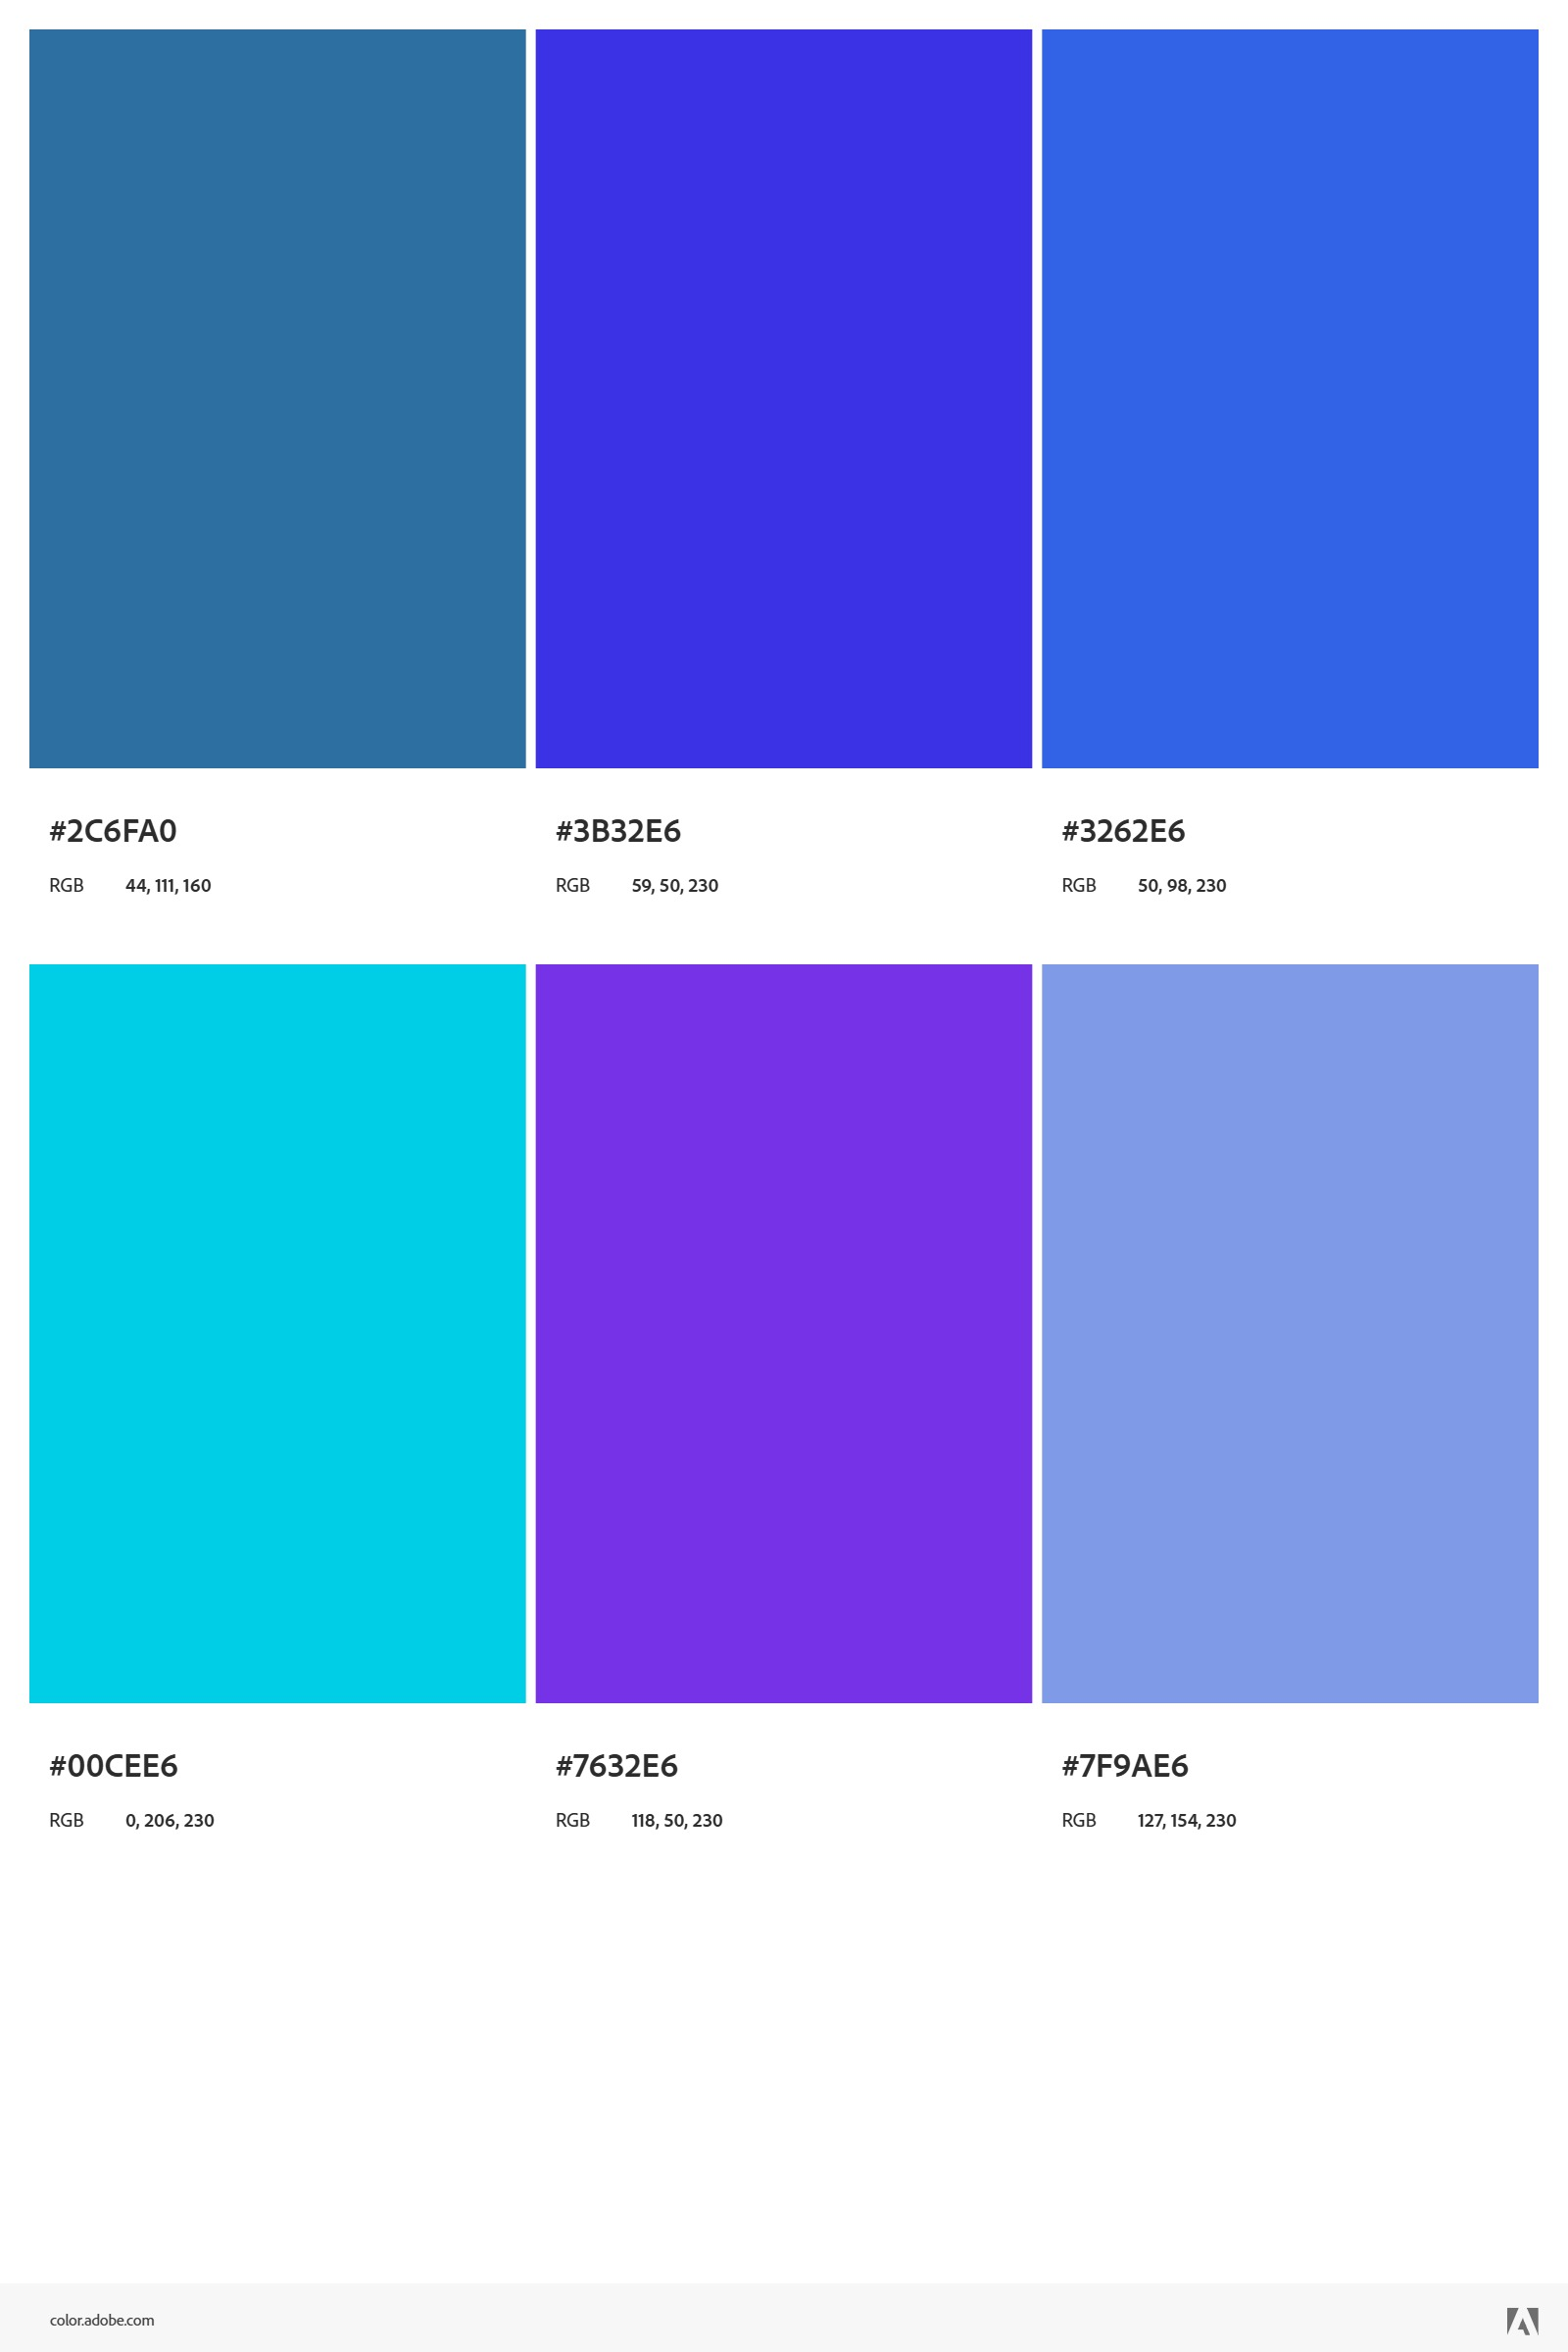 #2C6FA0 #3B32E6 #3262E6
RGB 44, 111, 160 RGB 59, 50, 230 RGB 50, 98, 230
#00CEE6 #7632E6 #7F9AE6
RGB 0, 206, 230 RGB 118, 50, 230 RGB 127, 154, 230
color.adobe.com